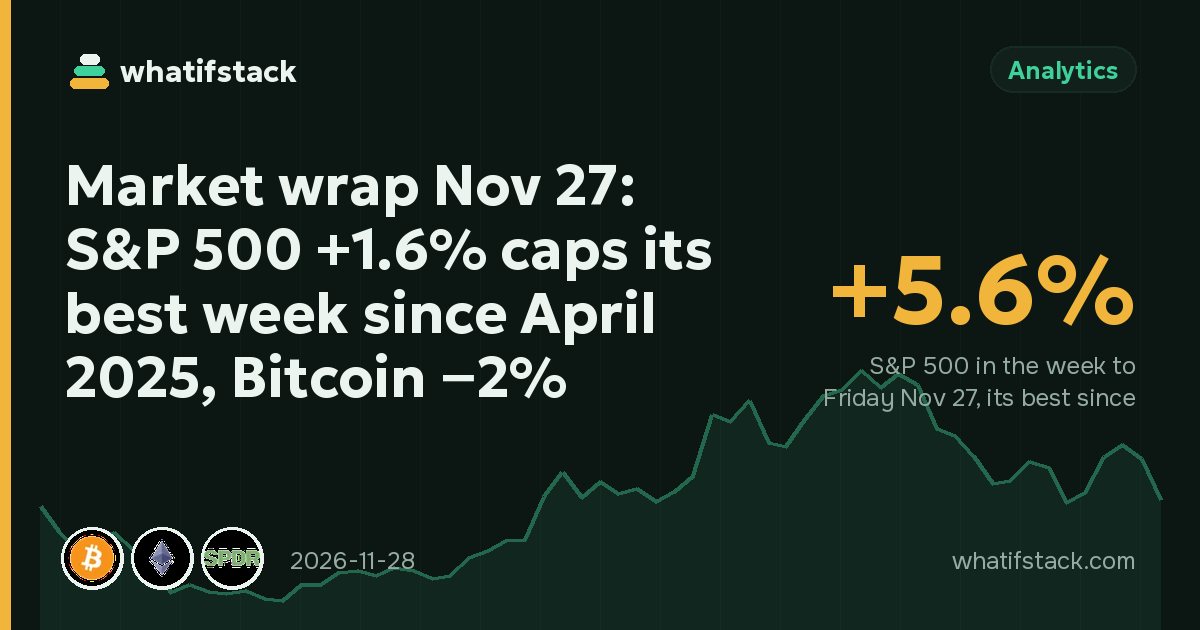 whatifstack
Analytics
Market wrap Nov 27:
S&P 500 +1.6% caps its
best week since April
2025, Bitcoin −2%
+5.6%
S&P 500 in the week to
Friday Nov 27, its best since
SPDR
2026-11-28
whatifstack.com